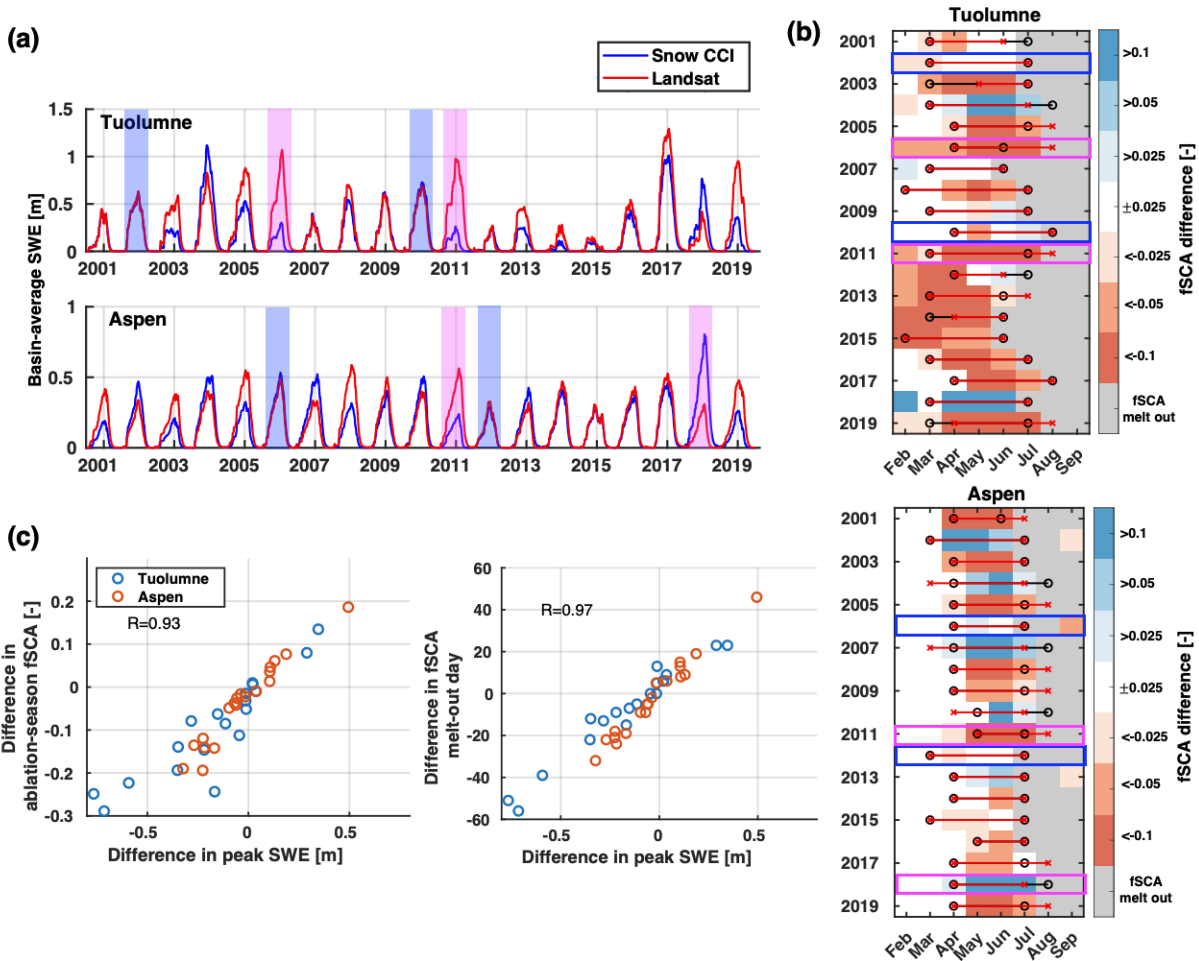 (a)
Snow CCI
Landsat
Basin-average SWE [m]
Tuolumne
1.5
1
0.5
0
2001 2003 2005 2007 2009 2011 2013 2015 2017 2019
Aspen
1
0.5
0
2001 2003 2005 2007 2009 2011 2013 2015 2017 2019
(b)
Tuolumne
2001
2003
2005
2007
2009
2011
2013
2015
2017
2019
Feb Mar Apr May Jun Jul Aug Sep
>0.1
>0.05
>0.025
±0.025
<-0.025
<-0.05
<-0.1
fSCA
melt out
fSCA difference [-]
Aspen
2001
2003
2005
2007
2009
2011
2013
2015
2017
2019
Feb Mar Apr May Jun Jul Aug Sep
>0.1
>0.05
>0.025
±0.025
<-0.025
<-0.05
<-0.1
fSCA
melt out
fSCA difference [-]
(c)
Tuolumne
Aspen
R=0.93
Difference in
ablation-season fSCA [-]
0.2
0.1
0
-0.1
-0.2
-0.3
-0.5 0 0.5
Difference in peak SWE [m]
R=0.97
Difference in fSCA
melt-out day
60
40
20
0
-20
-40
-60
-0.5 0 0.5
Difference in peak SWE [m]